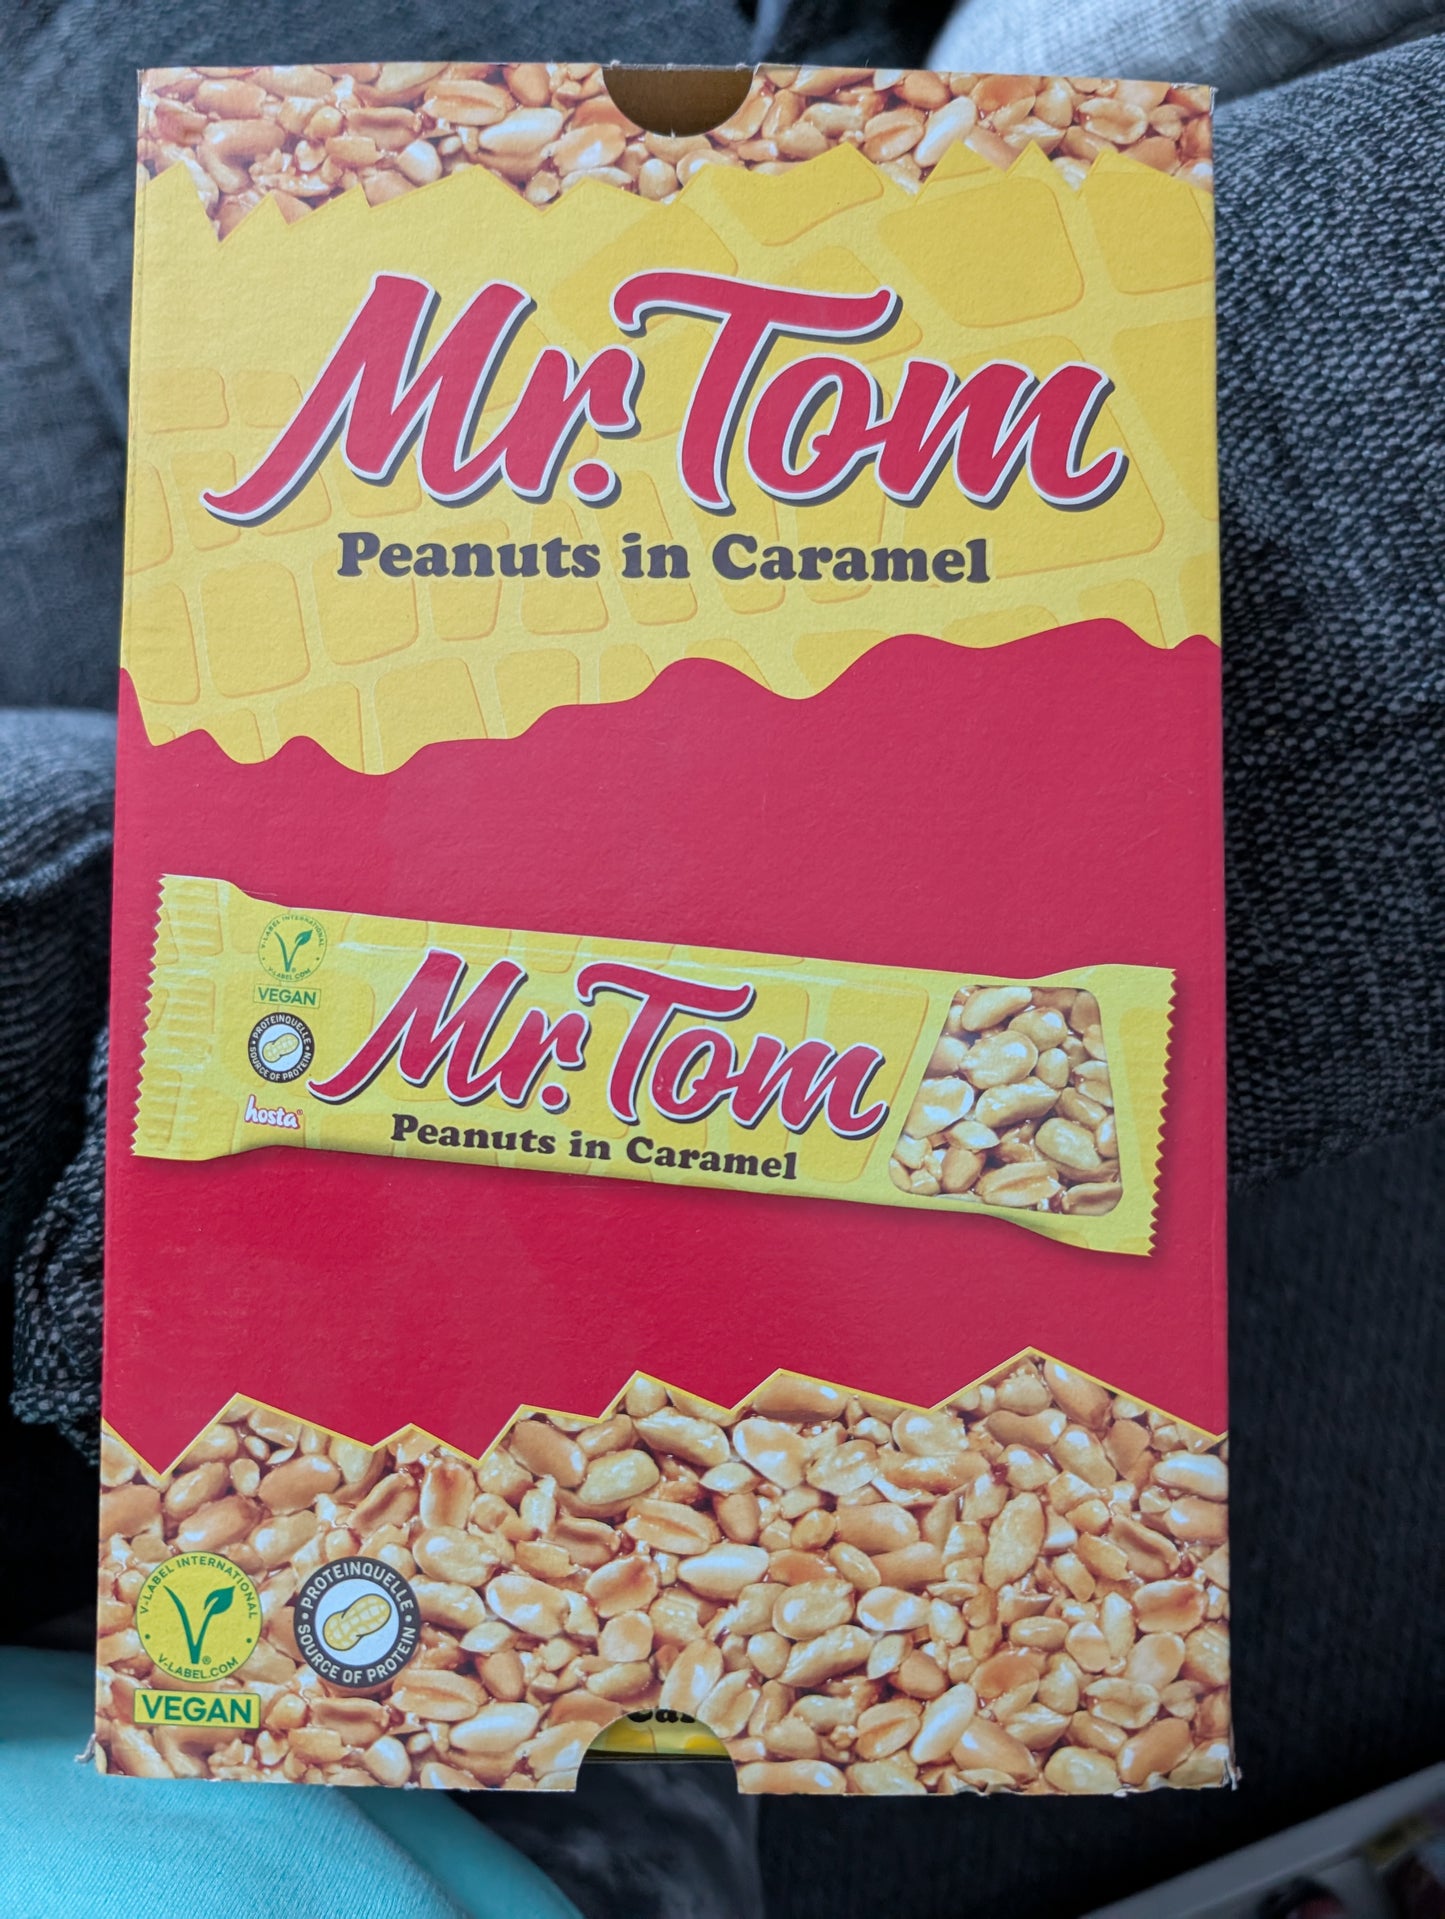 Mr. Tom
Peanuts in Caramel
V-LABEL INTERNATIONAL
V-LABEL.COM
VEGAN
PROTEINQUELLE
SOURCE OF PROTEIN
hosta®
Mr. Tom
Peanuts in Caramel
V-LABEL INTERNATIONAL
V-LABEL.COM
®
VEGAN
PROTEINQUELLE
SOURCE OF PROTEIN
Car